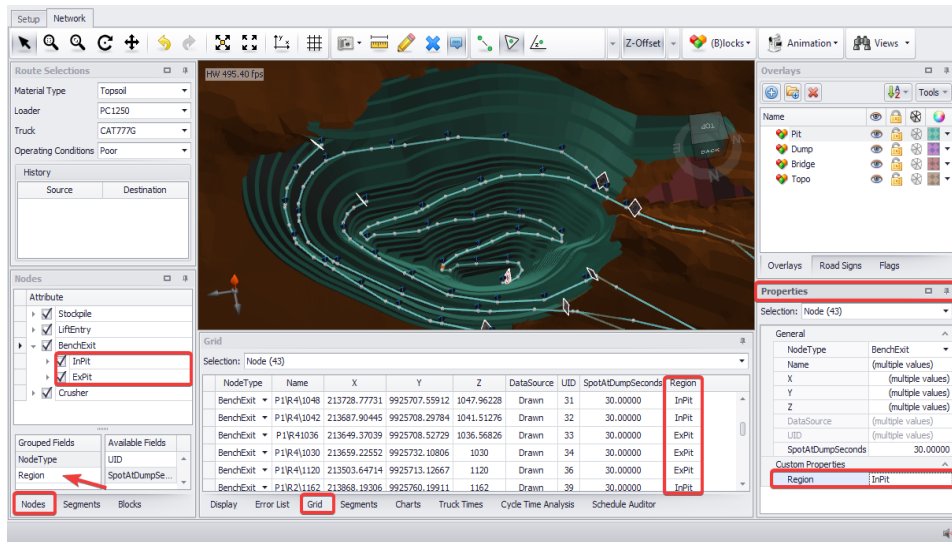 Setup Network
Z-Offset (B)locks Animation Views
Route Selections
Material Type Topsoil
Loader PC1250
Truck CAT777G
Operating Conditions Poor
History
Source Destination
HW 495.40 fps
TOP
BACK
E
W
N
Overlays
Tools
Name
Pit
Dump
Bridge
Topo
Overlays Road Signs Flags
Nodes
Attribute
Stockpile
LiftEntry
BenchExit
InPit
ExPit
Crusher
Grouped Fields Available Fields
NodeType UID
Region SpotAtDumpSe...
Nodes Segments Blocks
Grid
Selection: Node (43)
NodeType Name X Y Z DataSource UID SpotAtDumpSeconds Region
BenchExit P1\R4\1048 213728.77731 9925707.55912 1047.96228 Drawn 31 30.00000 InPit
BenchExit P1\R4\1042 213687.90445 9925708.29784 1041.51276 Drawn 32 30.00000 InPit
BenchExit P1\R41036 213649.37039 9925708.52729 1036.56826 Drawn 33 30.00000 ExPit
BenchExit P1\R4\1030 213659.22552 9925732.10806 1030 Drawn 34 30.00000 ExPit
BenchExit P1\R4\1120 213503.64714 9925713.12667 1120 Drawn 36 30.00000 ExPit
BenchExit P1\R2\1162 213868.19306 9925760.19911 1162 Drawn 39 30.00000 InPit
Display Error List Grid Segments Charts Truck Times Cycle Time Analysis Schedule Auditor
Properties
Selection: Node (43)
General
NodeType BenchExit
Name (multiple values)
X (multiple values)
Y (multiple values)
Z (multiple values)
DataSource (multiple values)
UID (multiple values)
SpotAtDumpSeconds 30.00000
Custom Properties
Region InPit